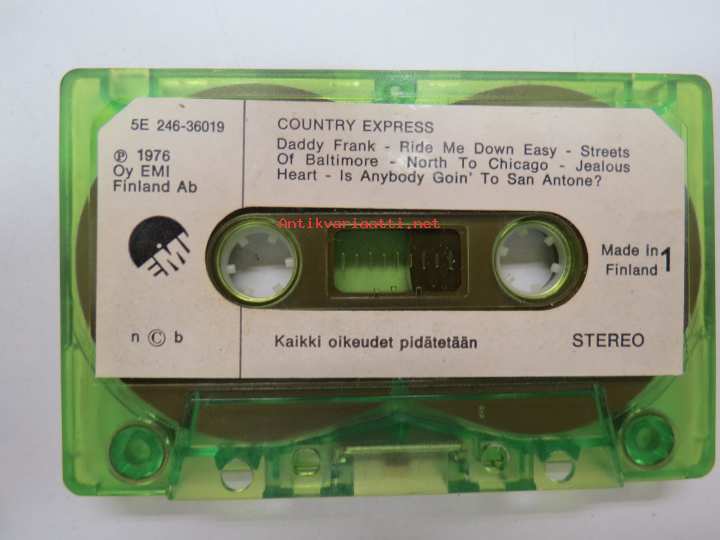 5E 246-36019
℗ 1976
Oy EMI
Finland Ab
EMI
n © b
COUNTRY EXPRESS
Daddy Frank - Ride Me Down Easy - Streets
Of Baltimore - North To Chicago - Jealous
Heart - Is Anybody Goin' To San Antone?
Antikvariaatti.net
Made in
Finland 1
Kaikki oikeudet pidätetään
STEREO